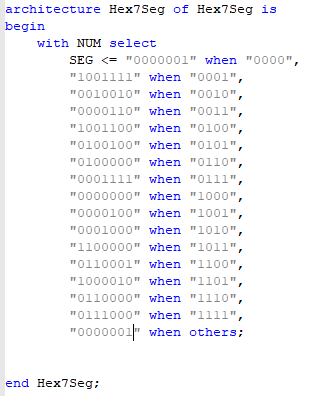 architecture Hex7Seg of Hex7Seg is
begin
    with NUM select
        SEG <= "0000001" when "0000",
        "1001111" when "0001",
        "0010010" when "0010",
        "0000110" when "0011",
        "1001100" when "0100",
        "0100100" when "0101",
        "0100000" when "0110",
        "0001111" when "0111",
        "0000000" when "1000",
        "0000100" when "1001",
        "0001000" when "1010",
        "1100000" when "1011",
        "0110001" when "1100",
        "1000010" when "1101",
        "0110000" when "1110",
        "0111000" when "1111",
        "0000001" when others;
end Hex7Seg;